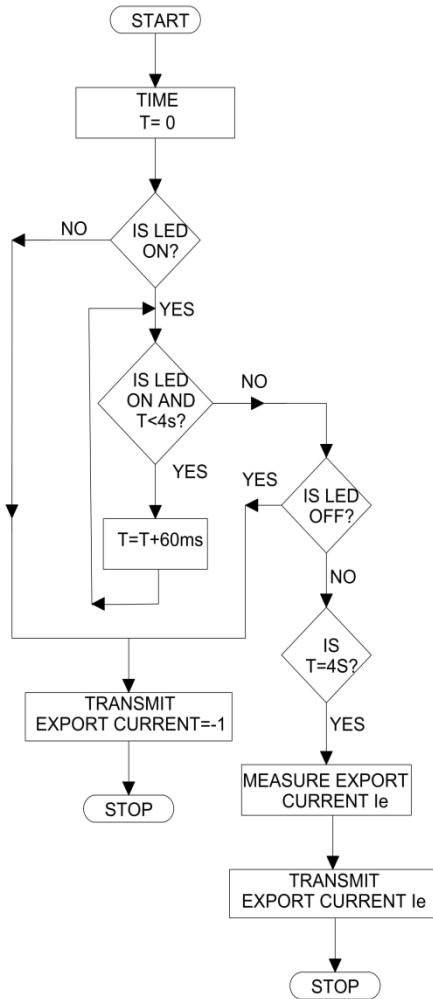 START
TIME
T= 0
IS LED
ON?
NO
YES
IS LED
ON AND
T<4s?
NO
YES
T=T+60ms
IS LED
OFF?
YES
NO
IS
T=4S?
YES
TRANSMIT
EXPORT CURRENT=-1
STOP
MEASURE EXPORT
CURRENT Ie
TRANSMIT
EXPORT CURRENT Ie
STOP